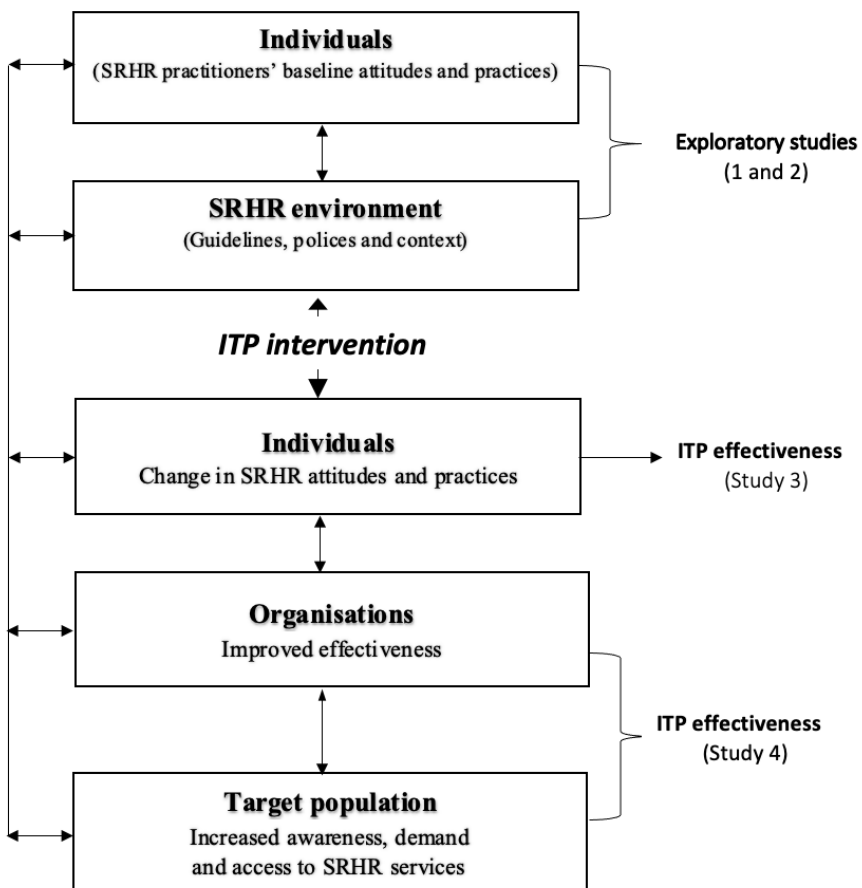 Individuals
(SRHR practitioners' baseline attitudes and practices)
Exploratory studies
(1 and 2)
SRHR environment
(Guidelines, polices and context)
ITP intervention
Individuals
Change in SRHR attitudes and practices
ITP effectiveness
(Study 3)
Organisations
Improved effectiveness
ITP effectiveness
(Study 4)
Target population
Increased awareness, demand
and access to SRHR services